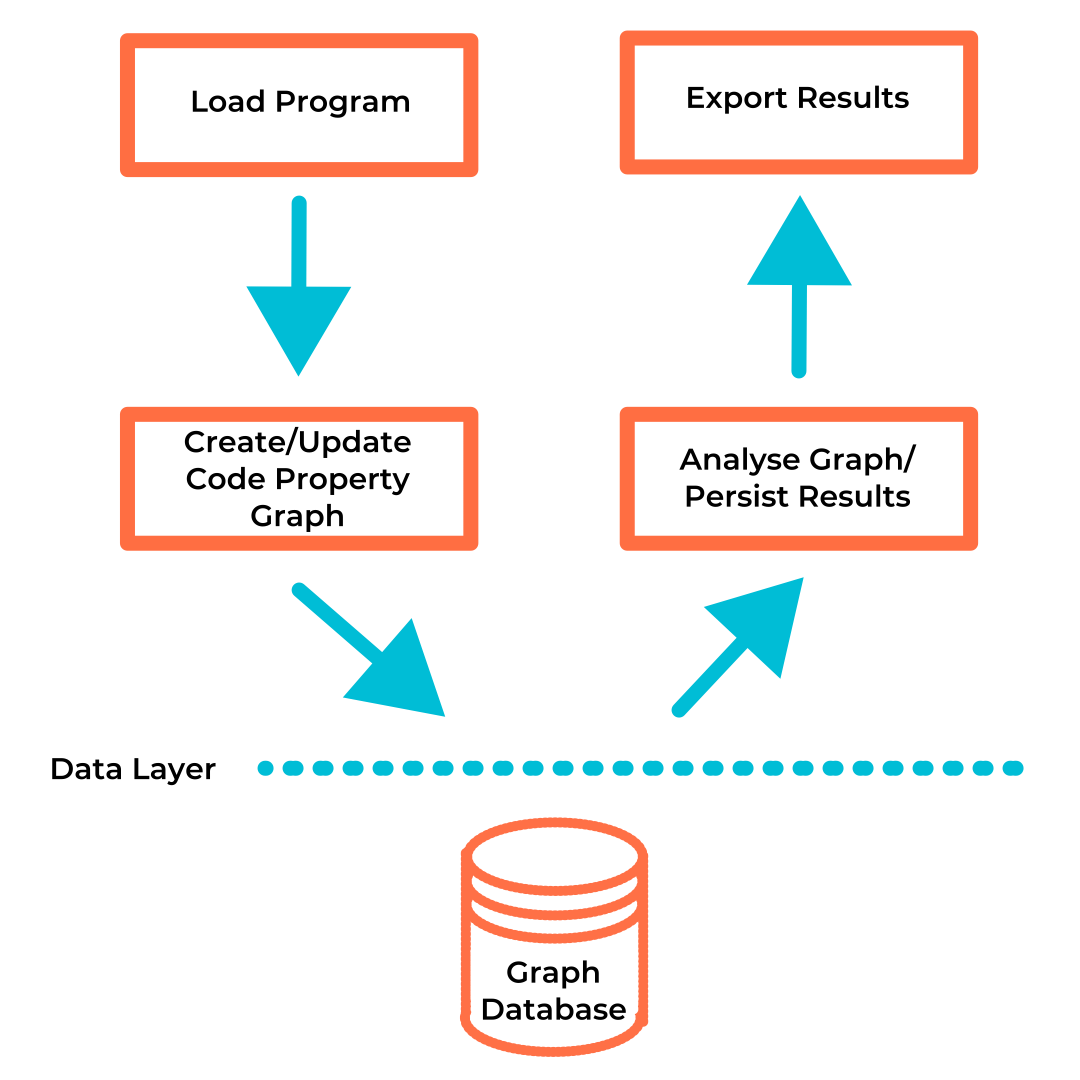 Load Program
Export Results
Create/Update
Code Property
Graph
Analyse Graph/
Persist Results
Data Layer
Graph
Database